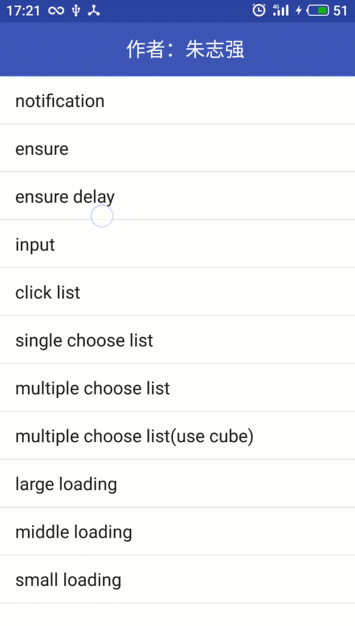 17:21 4G 51
作者：朱志强
notification
ensure
ensure delay
input
click list
single choose list
multiple choose list
multiple choose list(use cube)
large loading
middle loading
small loading